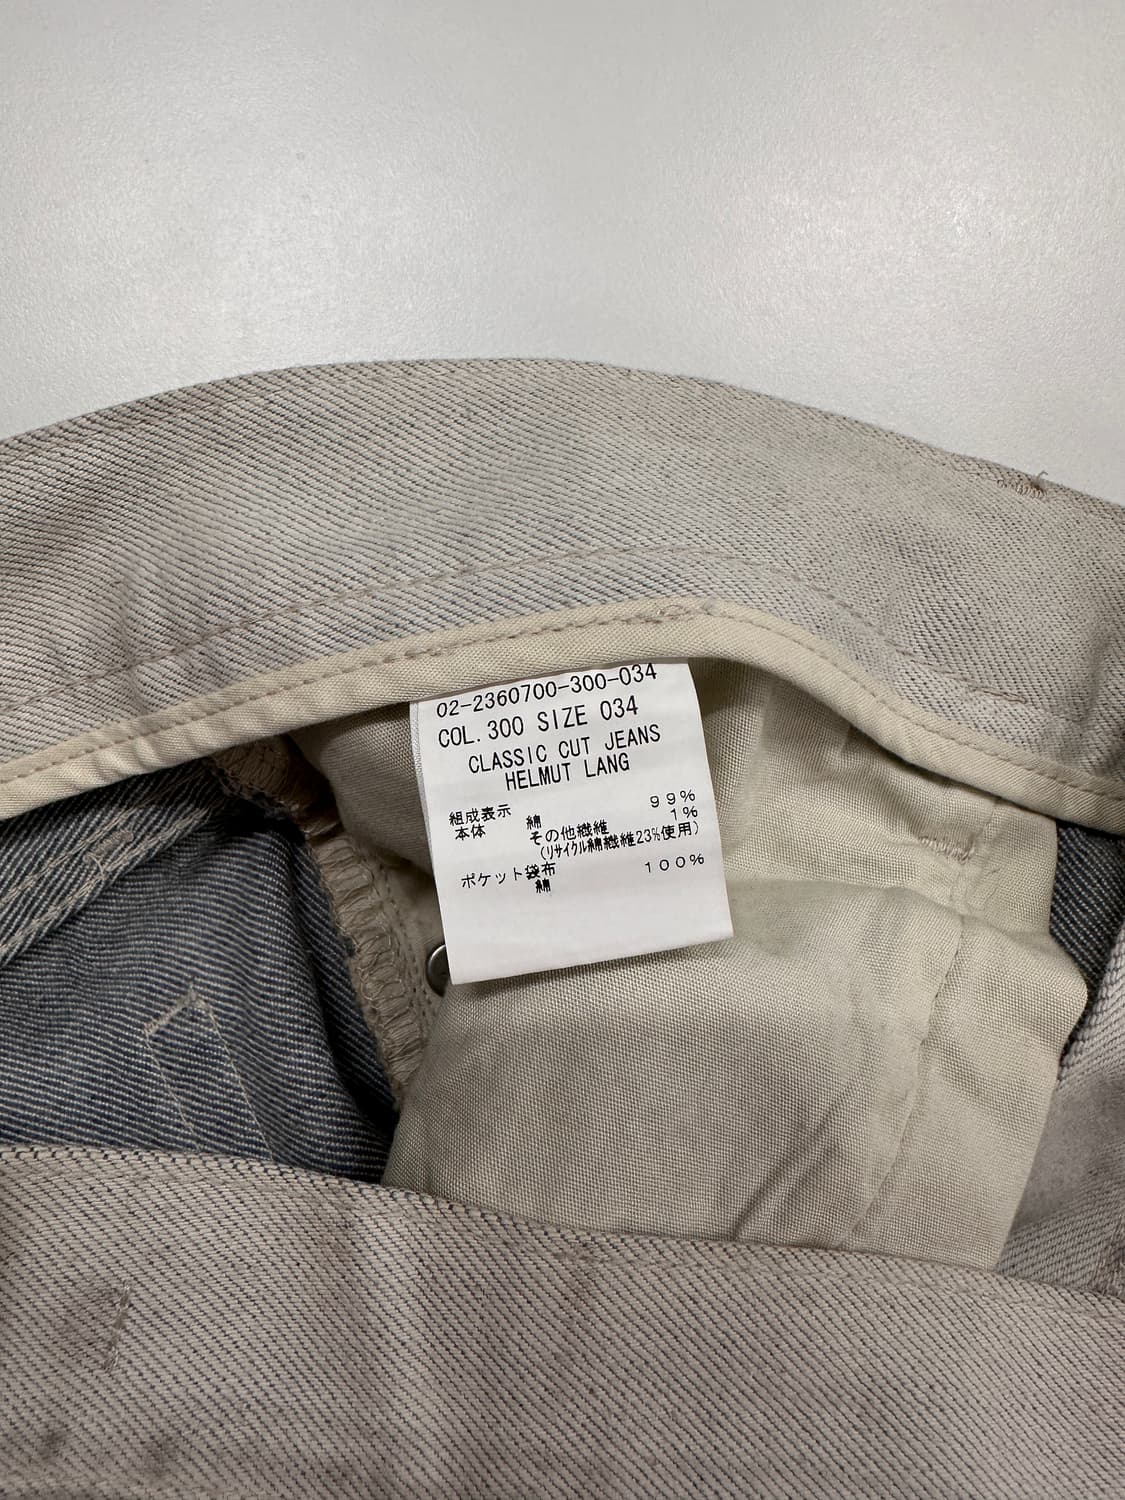 02-2360700-300-034
COL.300 SIZE 034
CLASSIC CUT JEANS
HELMUT LANG
組成表示
本体 綿 99%
その他繊維 1%
(リサイクル綿繊維23%使用)
ポケット袋布
綿 100%